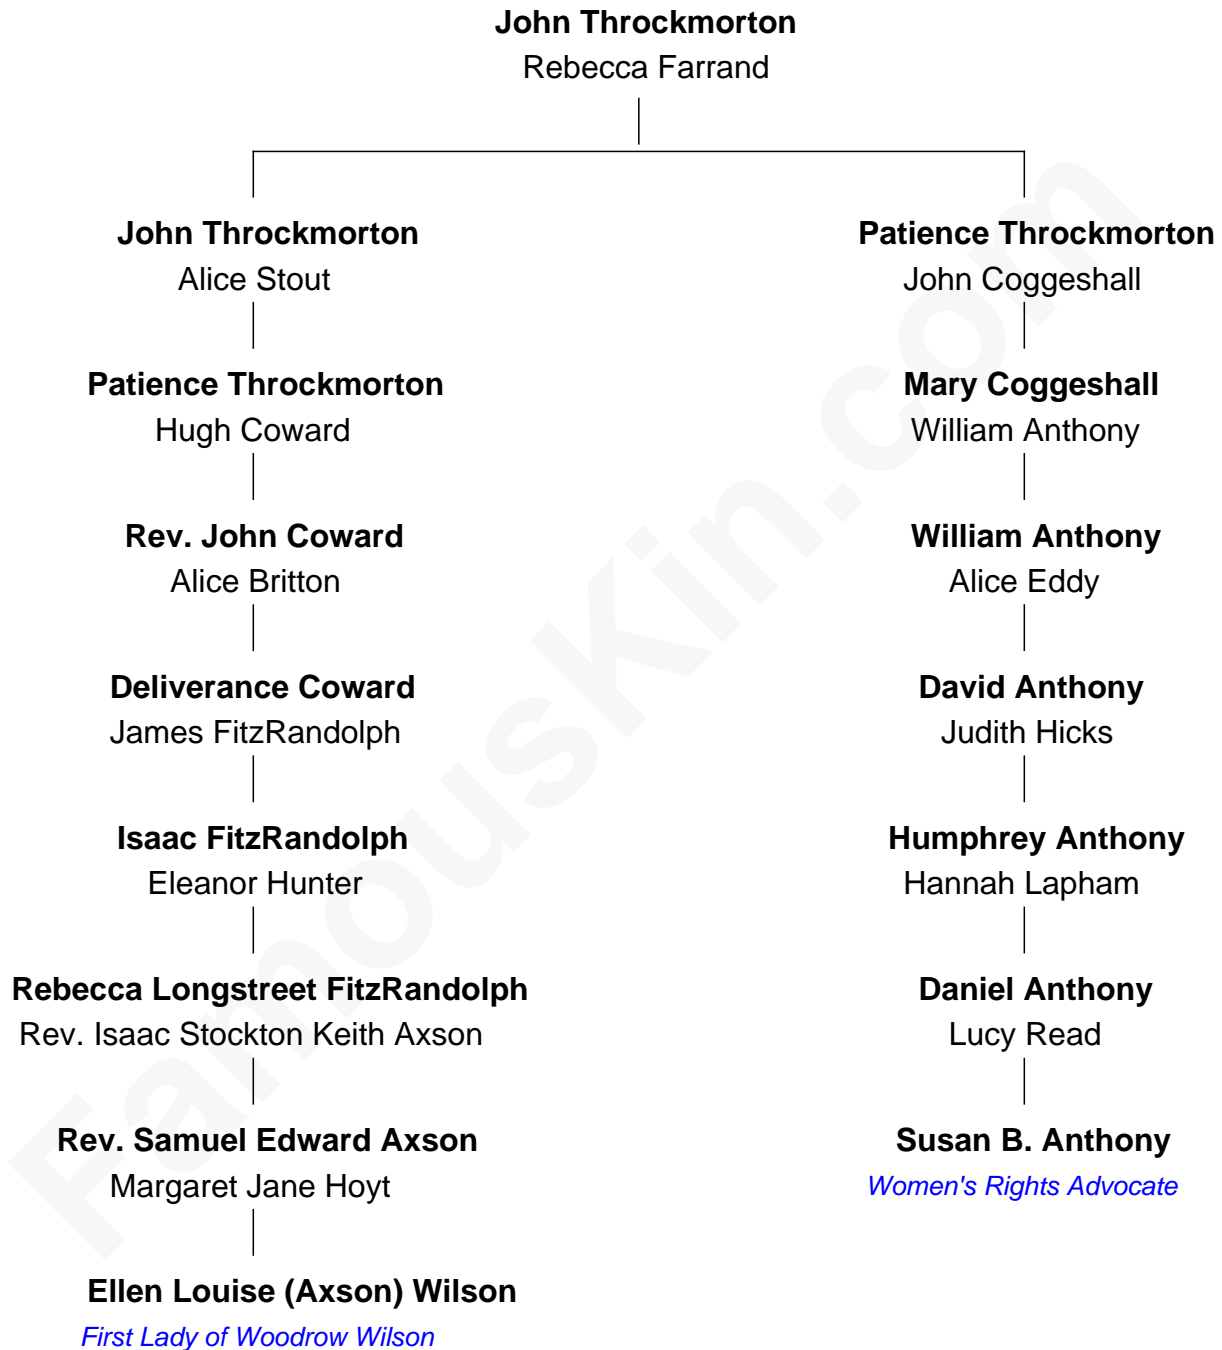 John Throckmorton
Rebecca Farrand
John Throckmorton
Alice Stout
Patience Throckmorton
Hugh Coward
Rev. John Coward
Alice Britton
Deliverance Coward
James FitzRandolph
Isaac FitzRandolph
Eleanor Hunter
Rebecca Longstreet FitzRandolph
Rev. Isaac Stockton Keith Axson
Rev. Samuel Edward Axson
Margaret Jane Hoyt
Ellen Louise (Axson) Wilson
First Lady of Woodrow Wilson
Patience Throckmorton
John Coggeshall
Mary Coggeshall
William Anthony
William Anthony
Alice Eddy
David Anthony
Judith Hicks
Humphrey Anthony
Hannah Lapham
Daniel Anthony
Lucy Read
Susan B. Anthony
Women's Rights Advocate
FamousKin.com